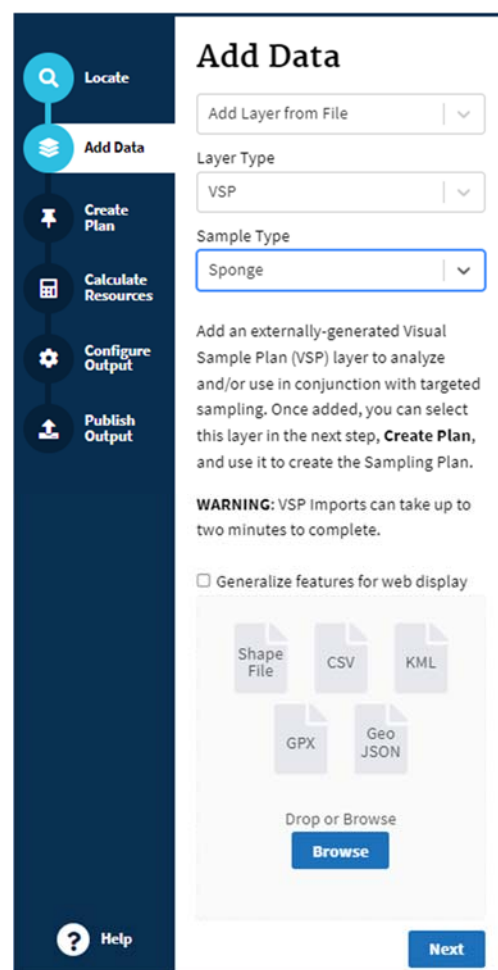 Locate
Add Data
Create
Plan
Calculate
Resources
Configure
Output
Publish
Output
? Help
Add Data
Add Layer from File
Layer Type
VSP
Sample Type
Sponge
Add an externally-generated Visual
Sample Plan (VSP) layer to analyze
and/or use in conjunction with targeted
sampling. Once added, you can select
this layer in the next step, Create Plan,
and use it to create the Sampling Plan.
WARNING: VSP Imports can take up to
two minutes to complete.
Generalize features for web display
Shape
File
CSV
KML
GPX
Geo
JSON
Drop or Browse
Browse
Next